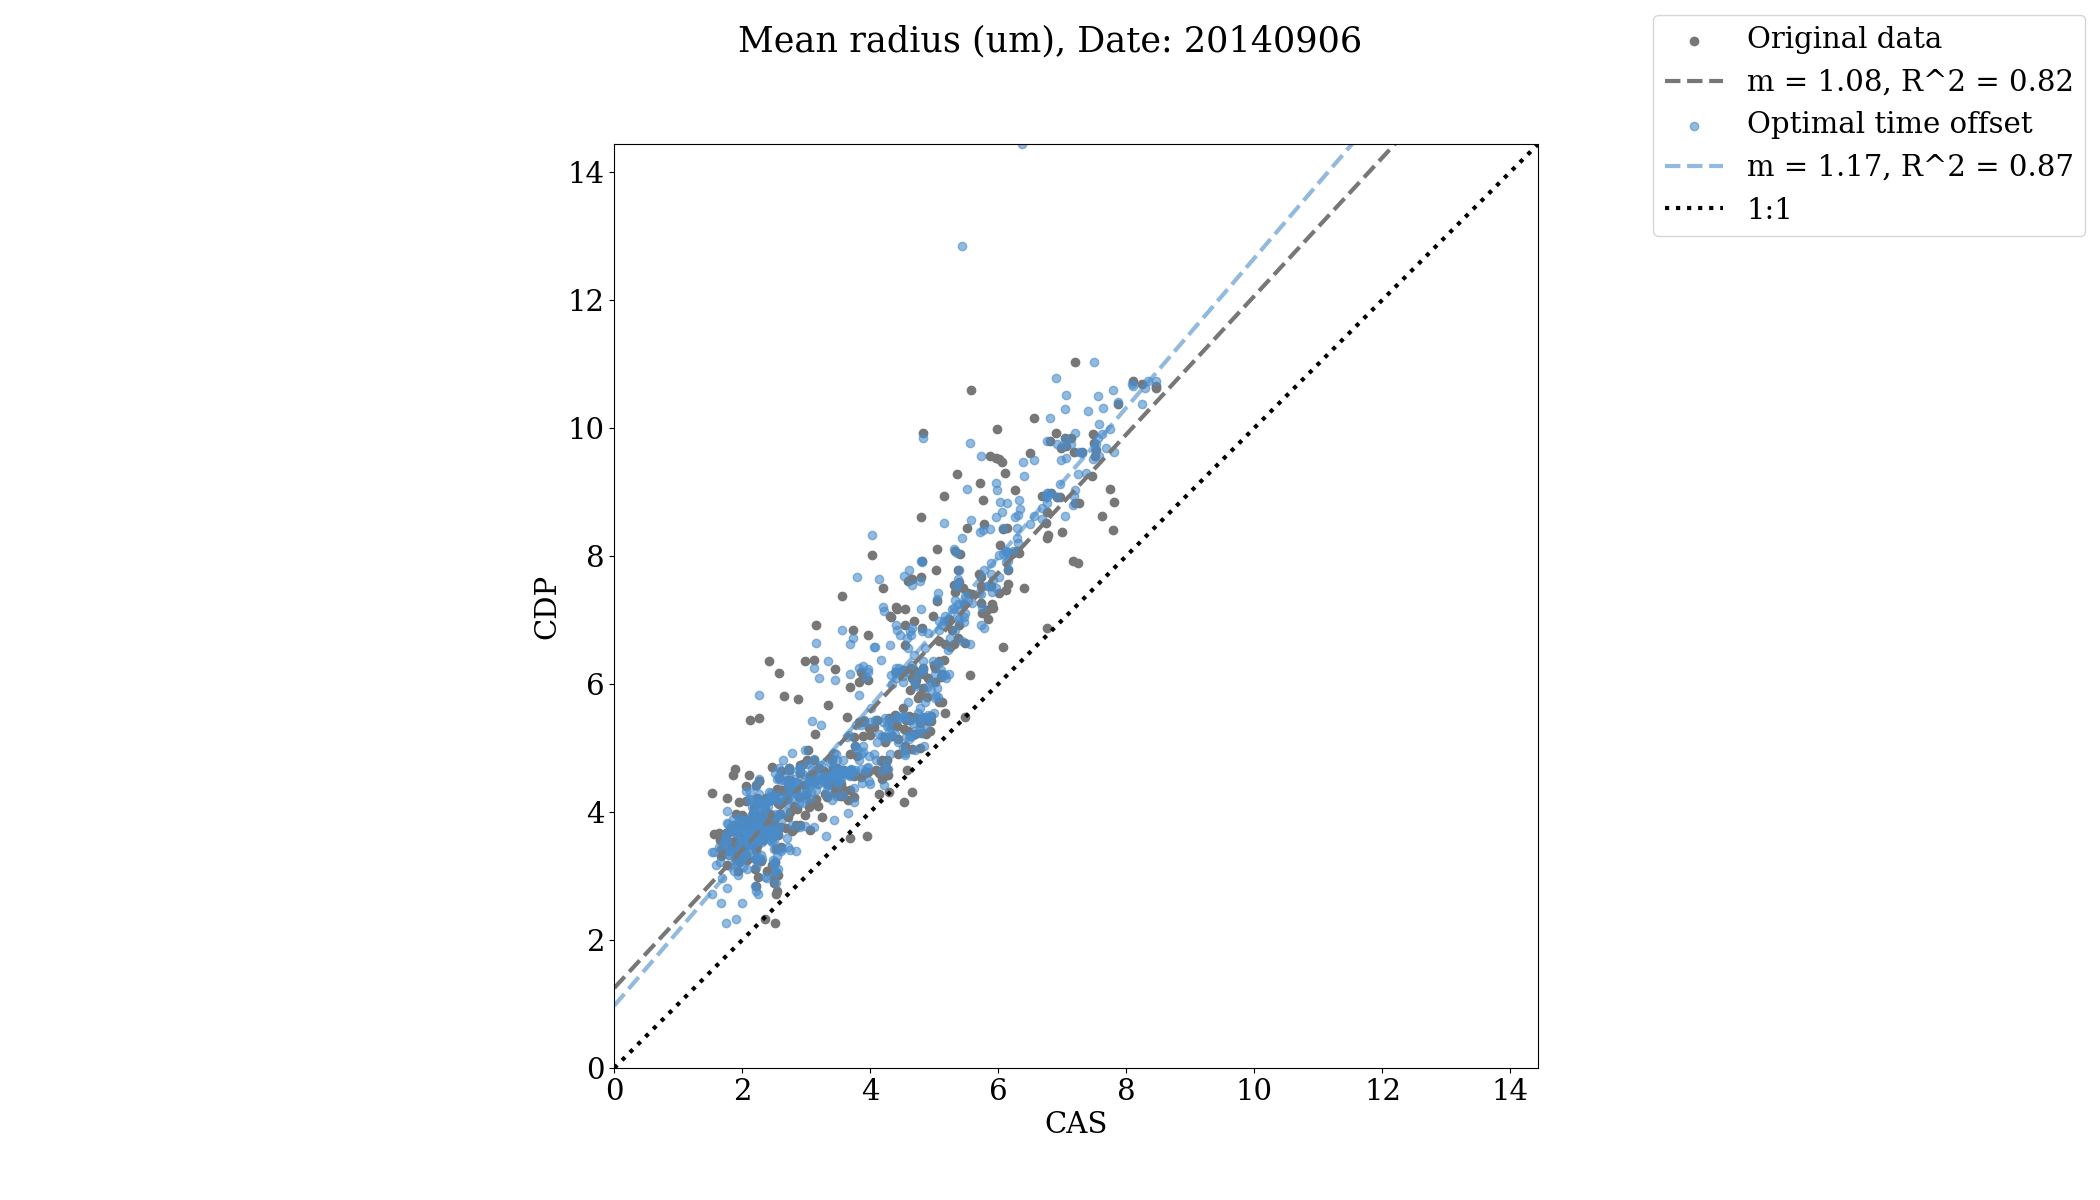 Mean radius (um), Date: 20140906
Original data
m = 1.08, R^2 = 0.82
Optimal time offset
m = 1.17, R^2 = 0.87
1:1
14
12
10
8
6
4
2
0
CDP
0 2 4 6 8 10 12 14
CAS